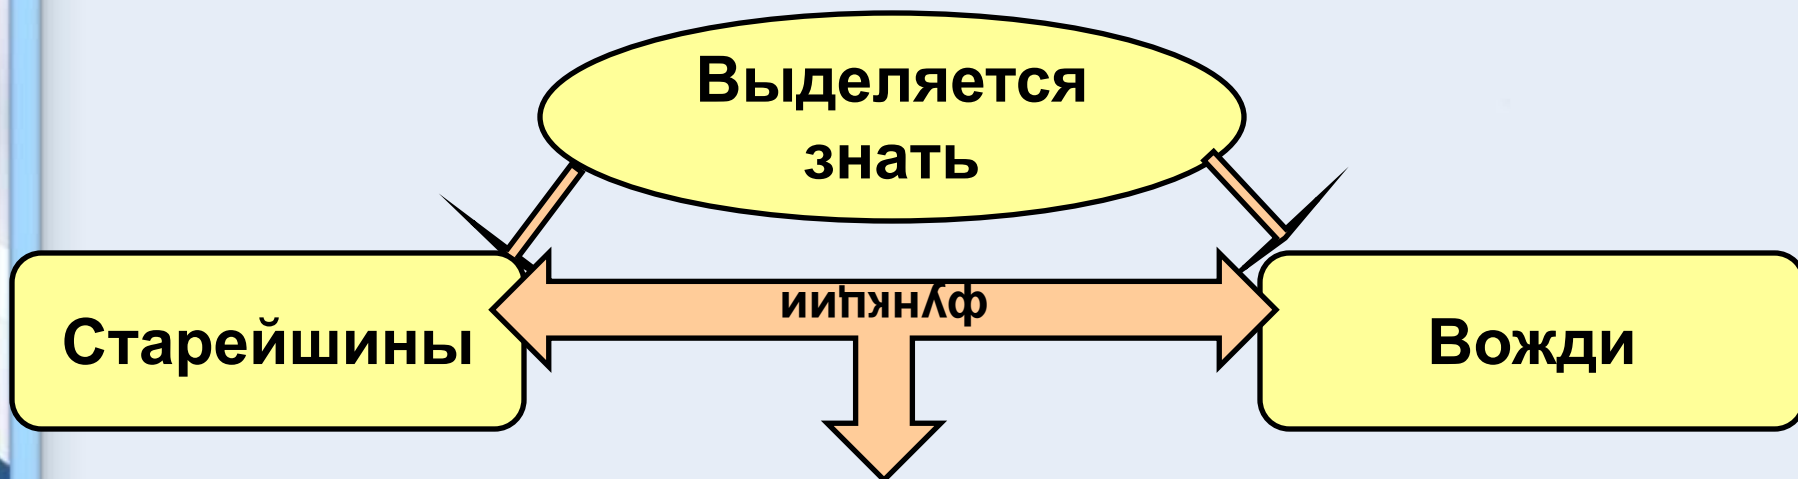 Выделяется
знать
функции
Старейшины
Вожди